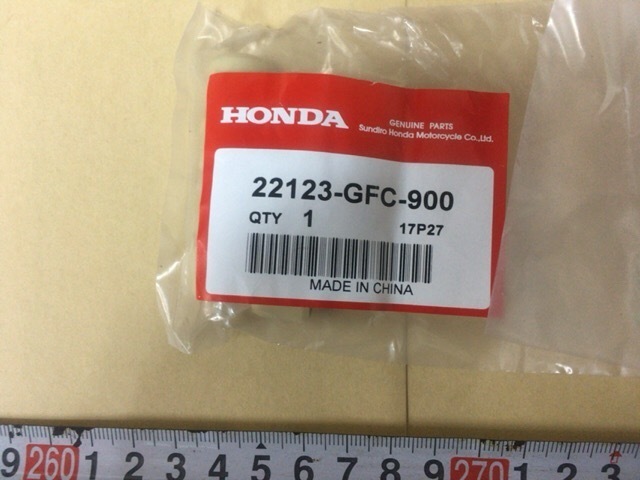 HONDA
GENUINE PARTS
Sundiro Honda Motorcycle Co.,Ltd.
22123-GFC-900
QTY 1
17P27
MADE IN CHINA
9 260 1 2 3 4 5 6 7 8 9 270 1 2 3